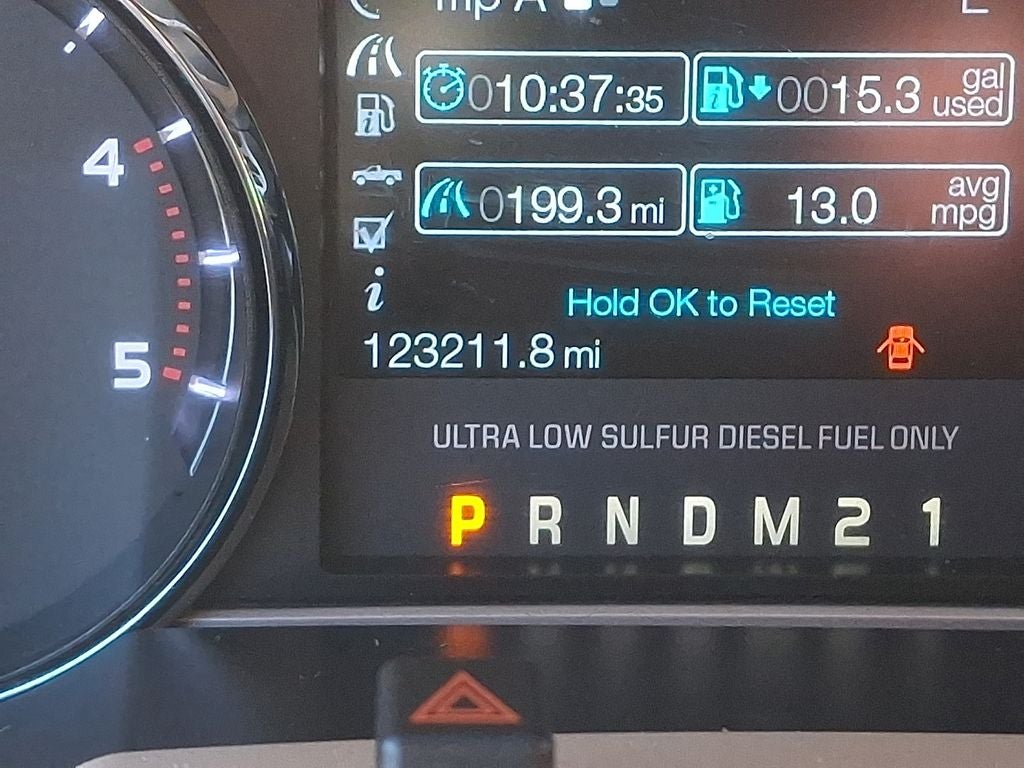 010:37:35
0015.3 gal used
0199.3 mi
13.0 avg mpg
Hold OK to Reset
123211.8 mi
ULTRA LOW SULFUR DIESEL FUEL ONLY
P R N D M 2 1
4
5